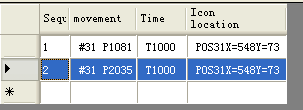 Sequ movement Time Icon location
1 #31 P1081 T1000 POS31X=548Y=73
2 #31 P2035 T1000 POS31X=548Y=73